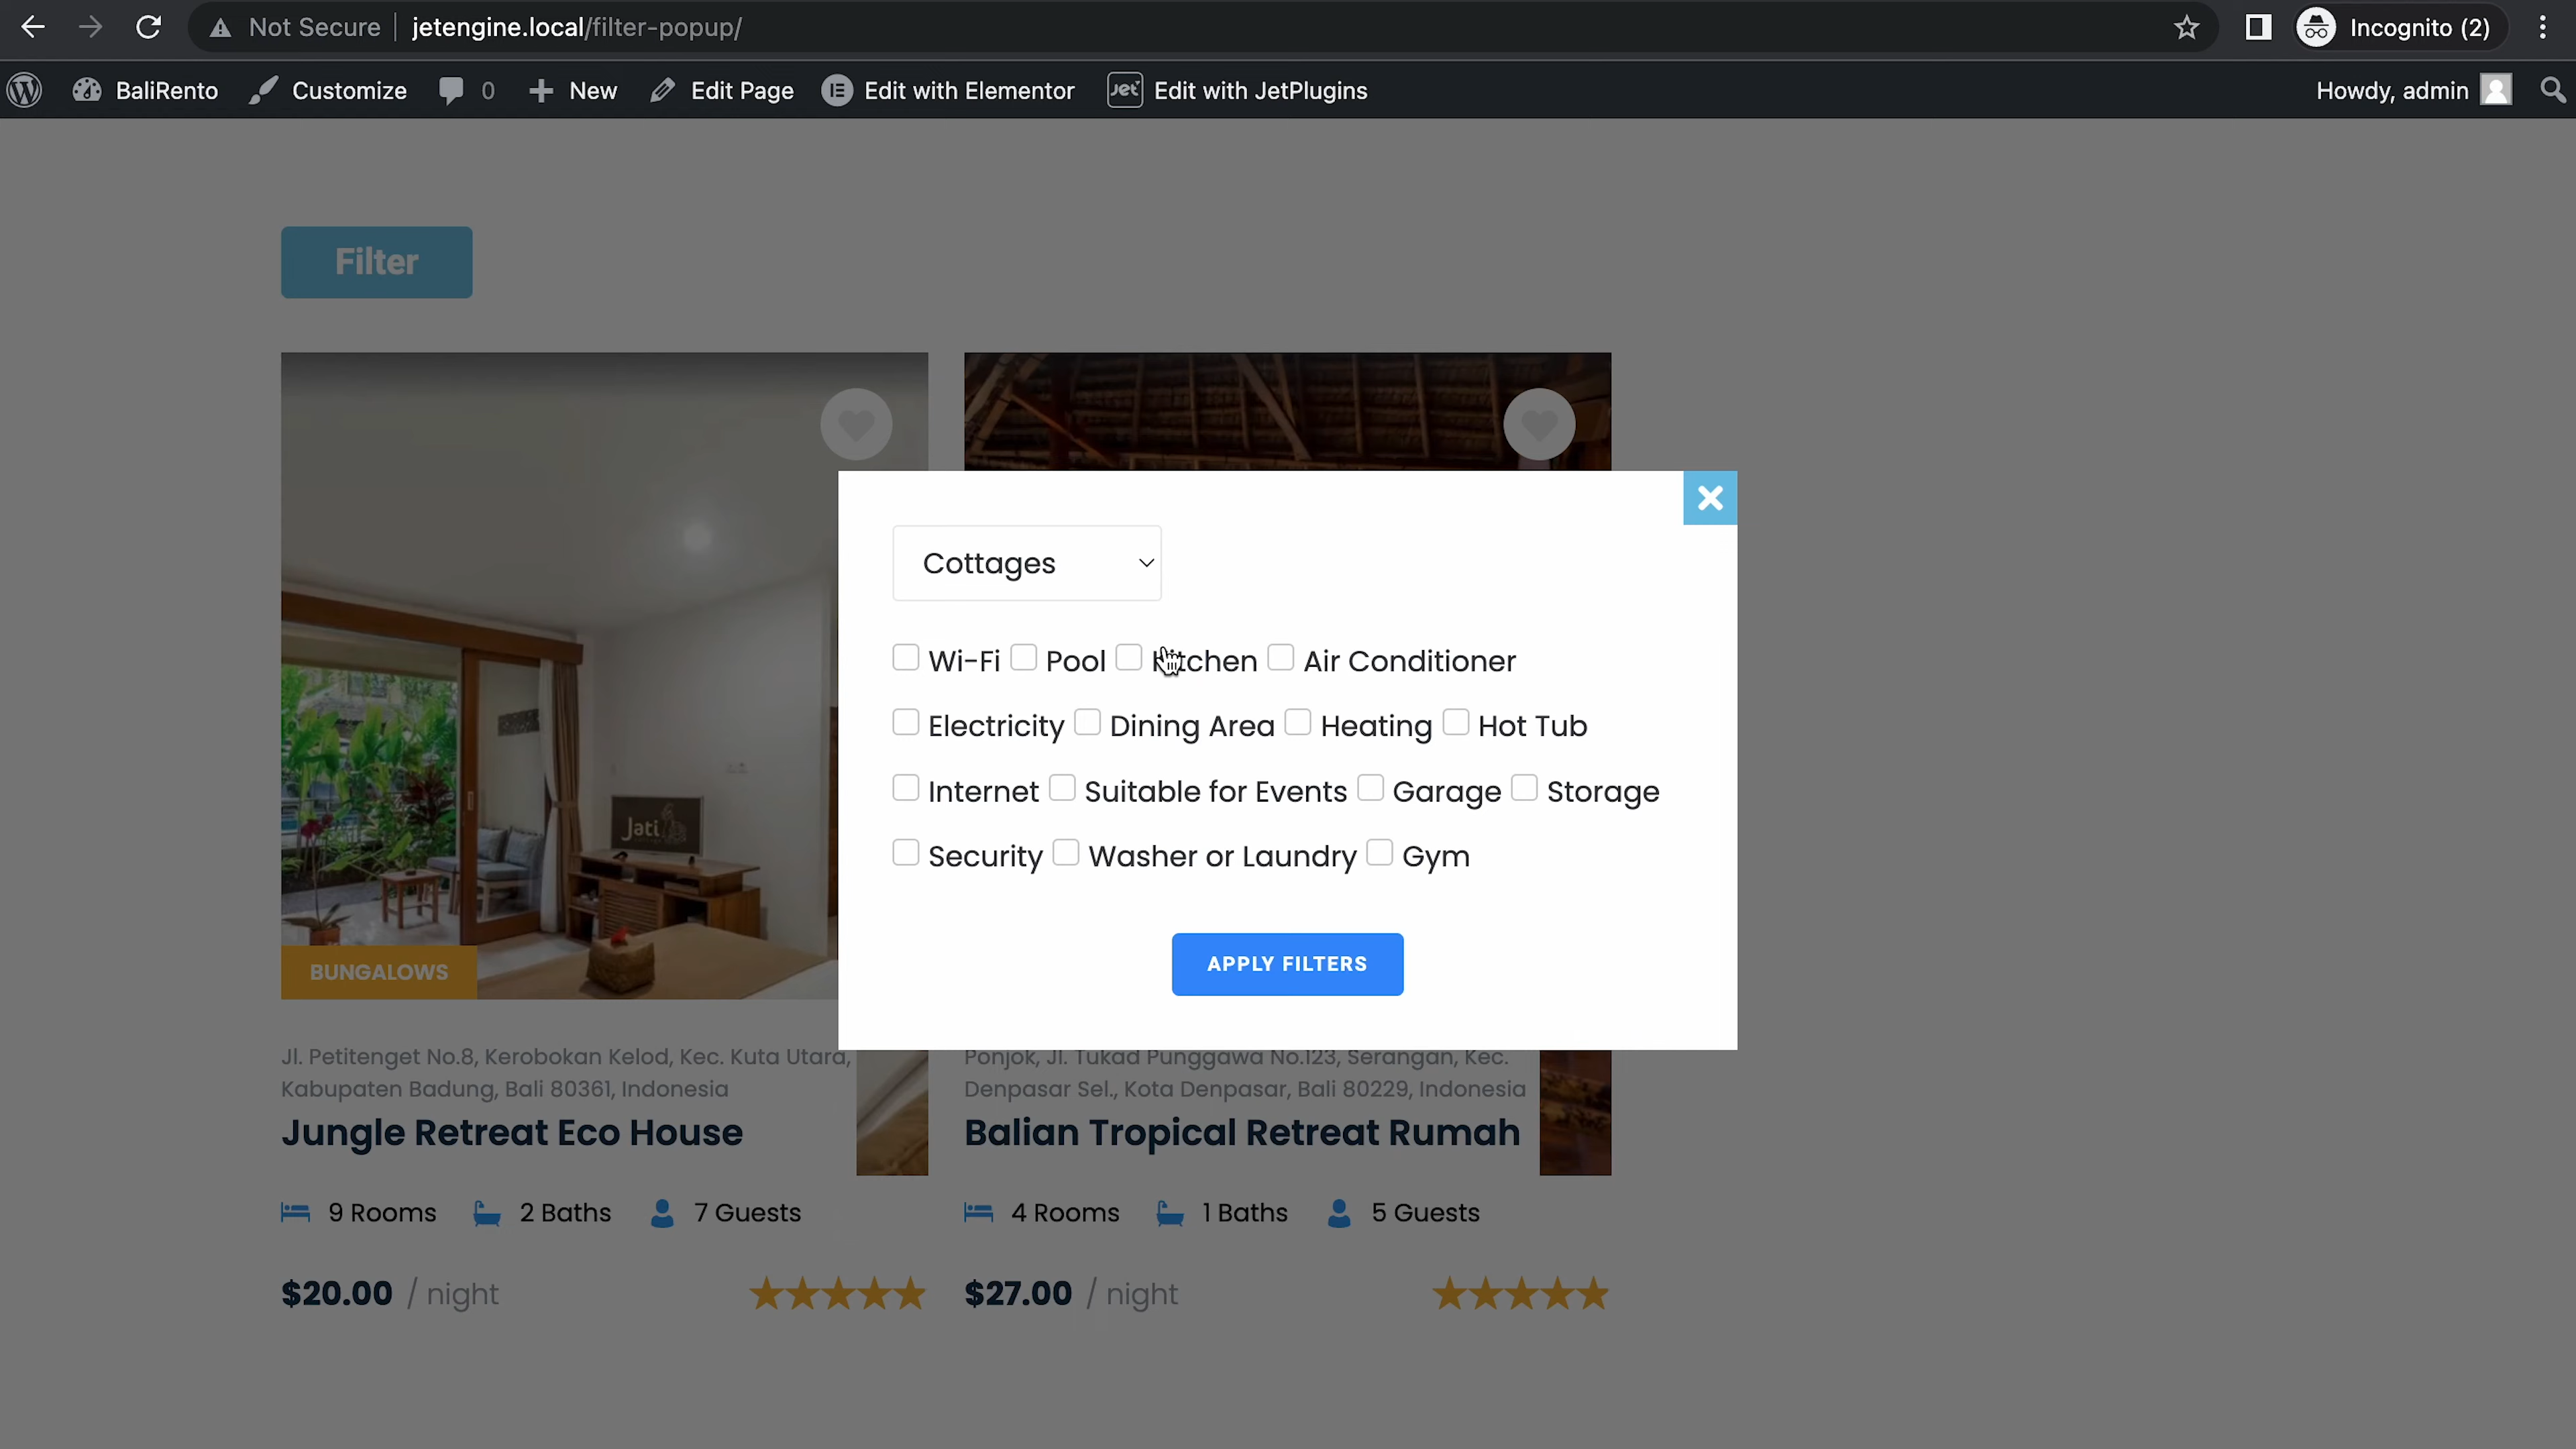 Not Secure jetengine.local/filter-popup/ Incognito (2)
BaliRento Customize 0 New Edit Page Edit with Elementor Jet Edit with JetPlugins Howdy, admin
Filter
Cottages
Wi-Fi Pool Kitchen Air Conditioner
Electricity Dining Area Heating Hot Tub
Internet Suitable for Events Garage Storage
Security Washer or Laundry Gym
APPLY FILTERS
Jati
BUNGALOWS
Jl. Petitenget No.8, Kerobokan Kelod, Kec. Kuta Utara,
Kabupaten Badung, Bali 80361, Indonesia
Jungle Retreat Eco House
9 Rooms 2 Baths 7 Guests
$20.00 / night
Ponjok, Jl. Tukad Punggawa No.123, Serangan, Kec.
Denpasar Sel., Kota Denpasar, Bali 80229, Indonesia
Balian Tropical Retreat Rumah
4 Rooms 1 Baths 5 Guests
$27.00 / night